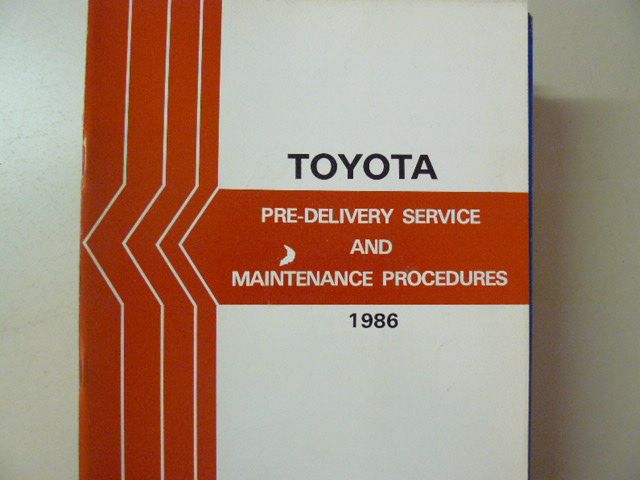 TOYOTA
PRE-DELIVERY SERVICE
AND
MAINTENANCE PROCEDURES
1986